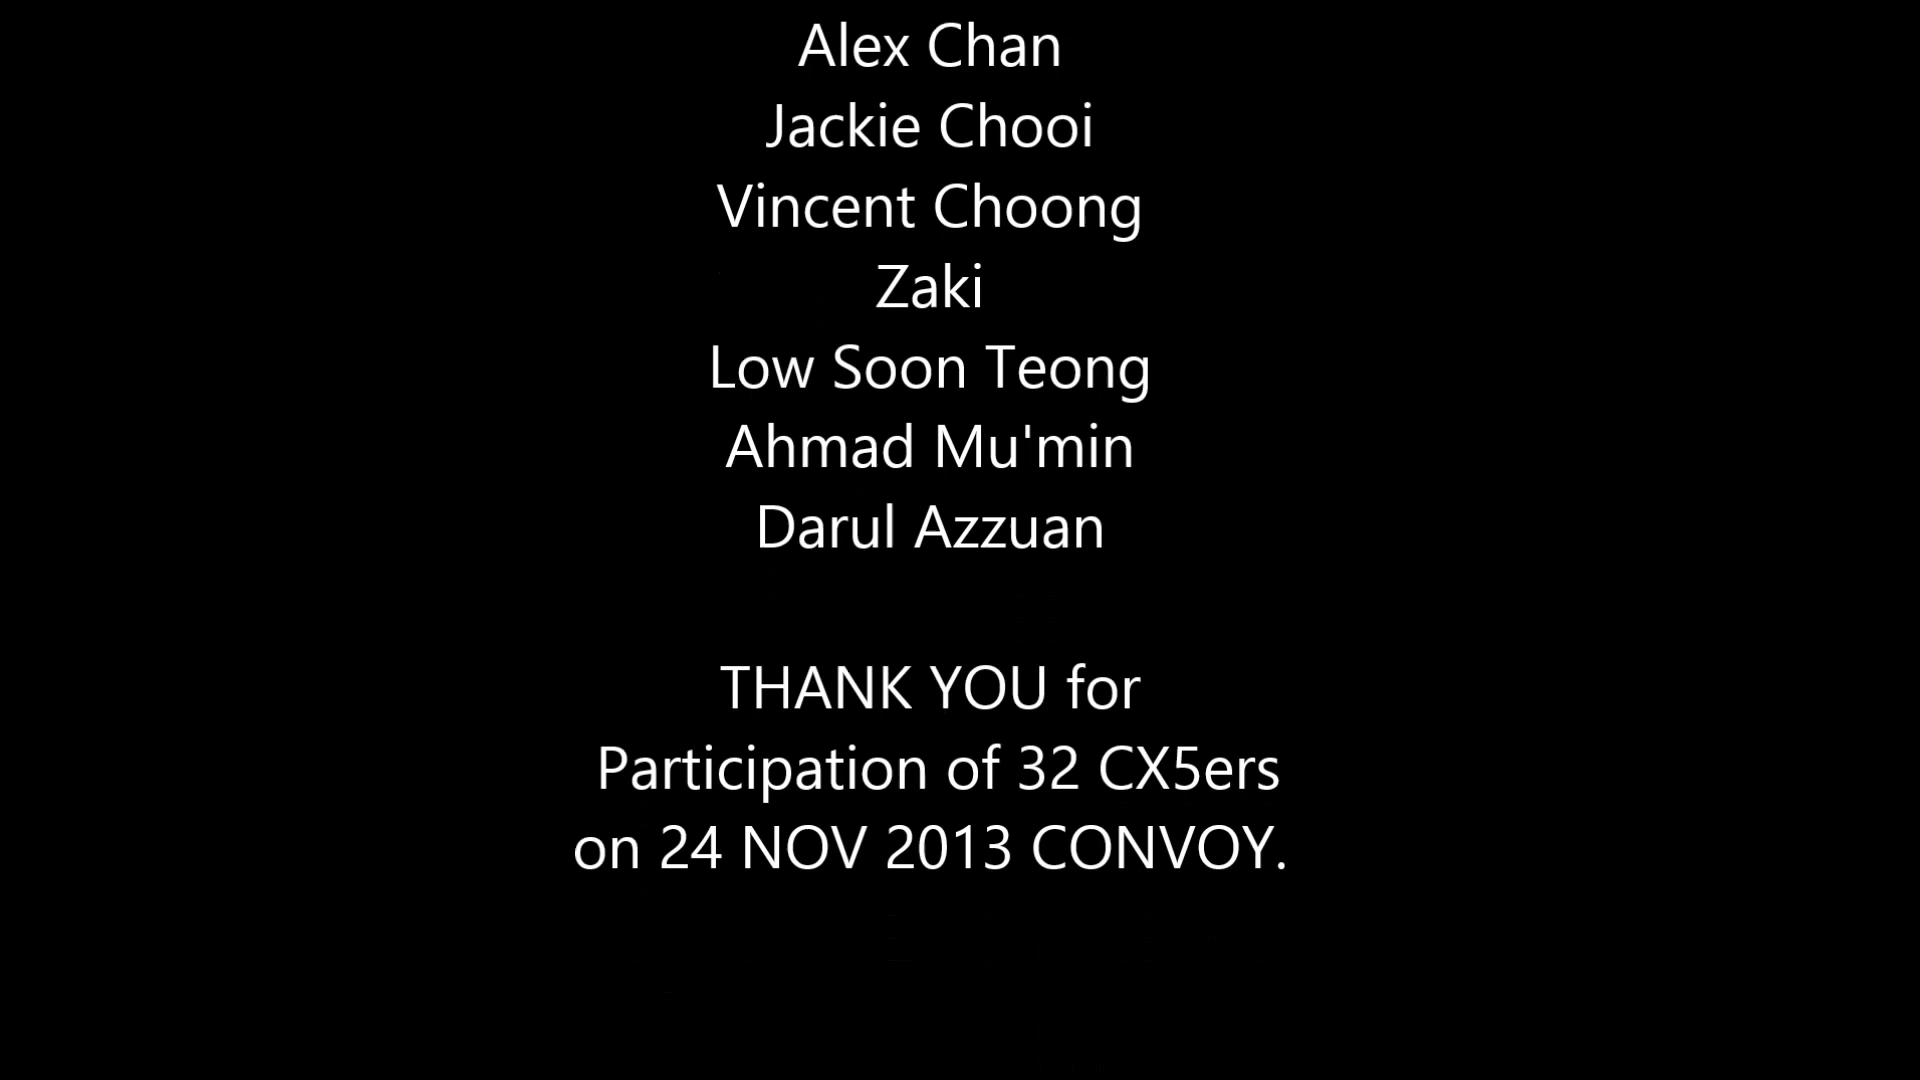 Alex Chan
Jackie Chooi
Vincent Choong
Zaki
Low Soon Teong
Ahmad Mu'min
Darul Azzuan
THANK YOU for
Participation of 32 CX5ers
on 24 NOV 2013 CONVOY.